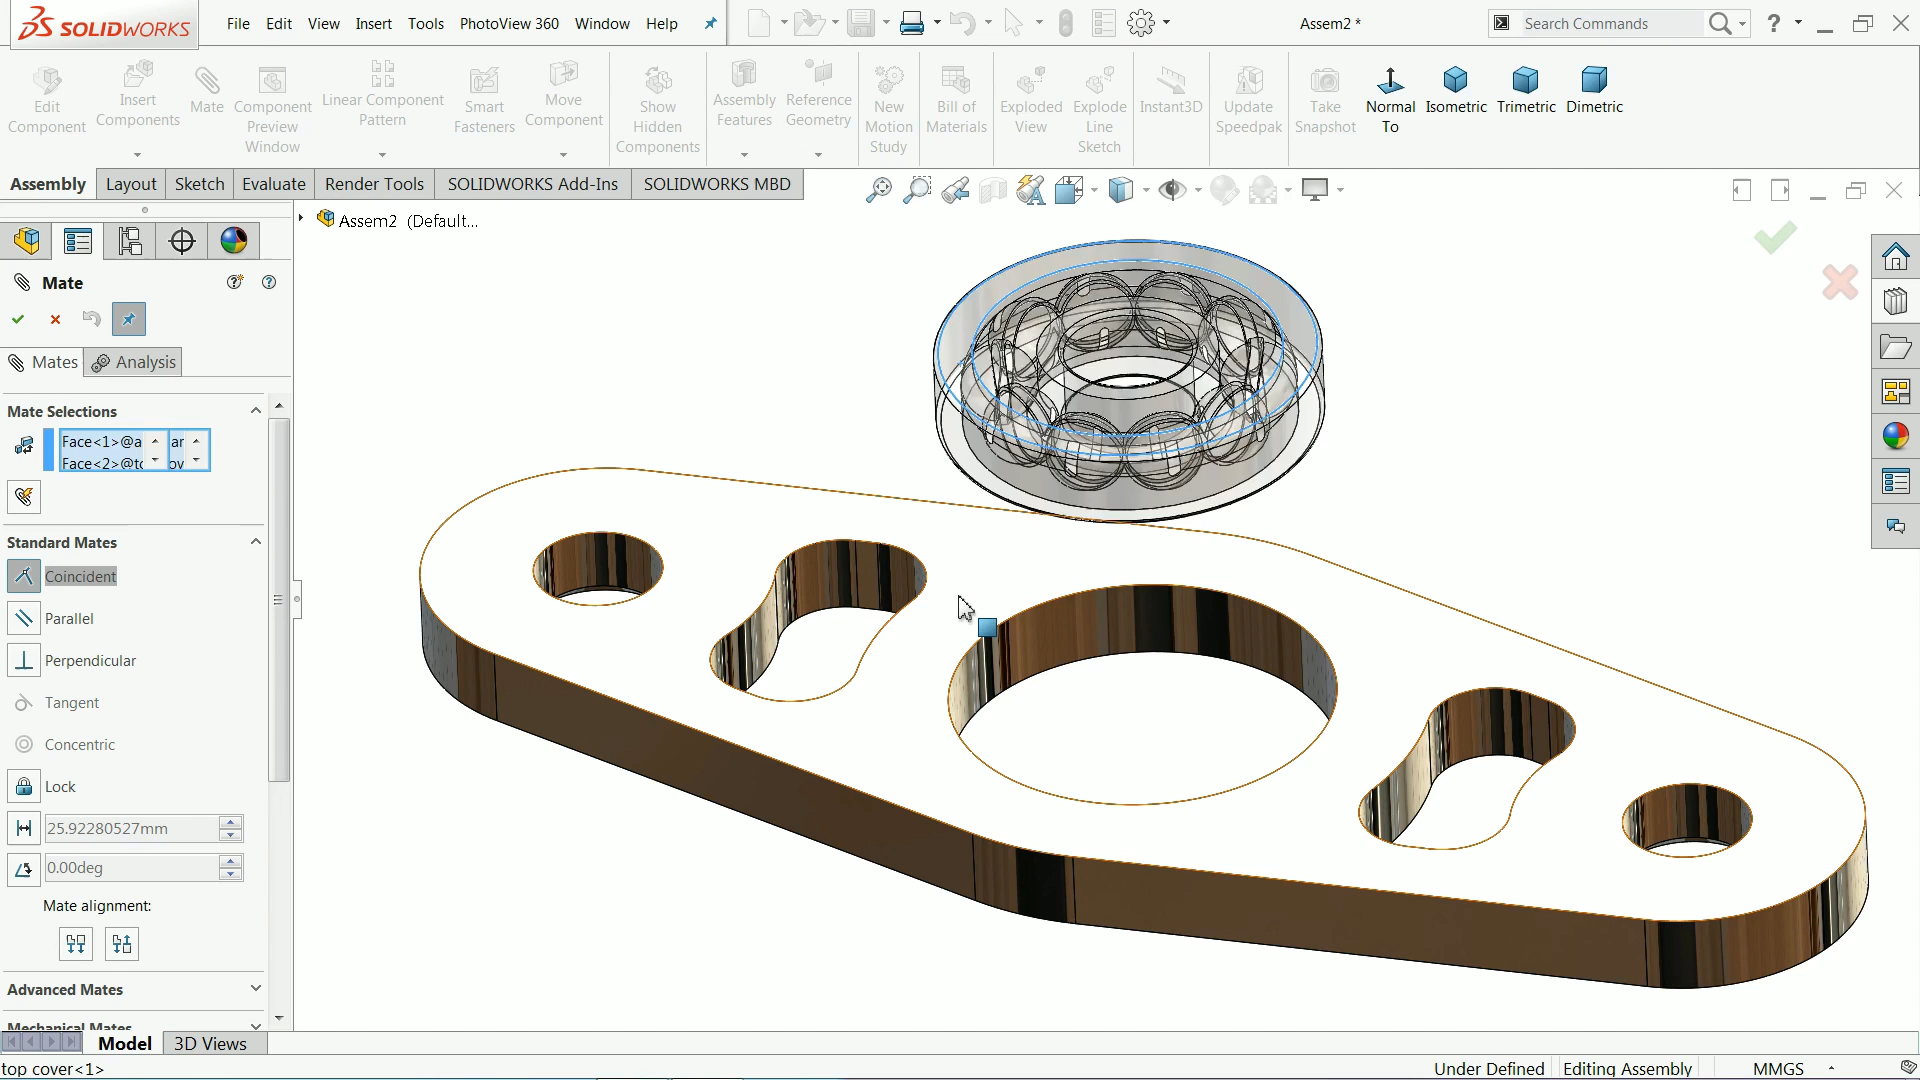 SOLIDWORKS
File Edit View Insert Tools PhotoView 360 Window Help
Assem2 *
Search Commands
Edit Component
Insert Components
Mate
Component Preview Window
Linear Component Pattern
Smart Fasteners
Move Component
Show Hidden Components
Assembly Features
Reference Geometry
New Motion Study
Bill of Materials
Exploded View
Explode Line Sketch
Instant3D
Update Speedpak
Take Snapshot
Normal To
Isometric
Trimetric
Dimetric
Assembly Layout Sketch Evaluate Render Tools SOLIDWORKS Add-Ins SOLIDWORKS MBD
Assem2 (Default...
Mate
Mates Analysis
Mate Selections
Face<1>@a
Face<2>@to
Standard Mates
Coincident
Parallel
Perpendicular
Tangent
Concentric
Lock
25.92280527mm
0.00deg
Mate alignment:
Advanced Mates
Mechanical Mates
Model 3D Views
top cover<1>
Under Defined Editing Assembly MMGS